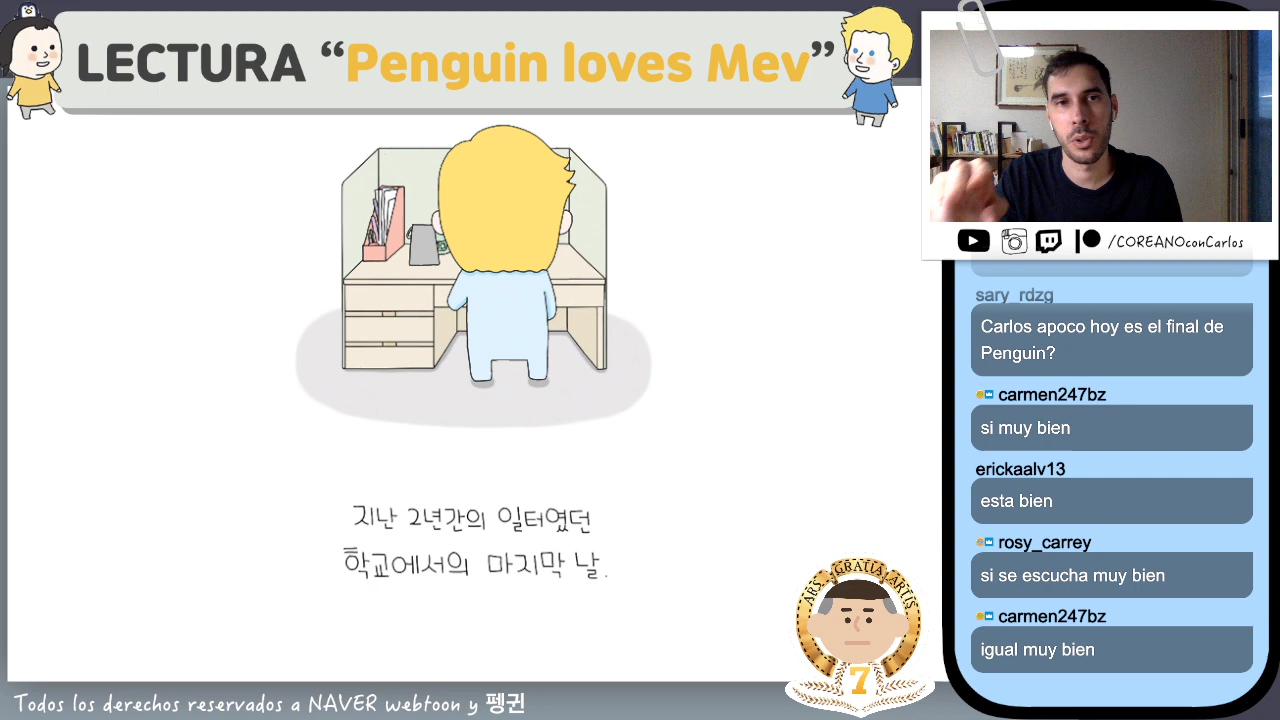 LECTURA “Penguin loves Mev”
지난 2년간의 일터였던
학교에서의 마지막 날.
ARS GRATIA ARTIS
7
Todos los derechos reservados a NAVER webtoon y 펭귄
/COREANOconCarlos
sary_rdzg
Carlos apoco hoy es el final de
Penguin?
carmen247bz
si muy bien
erickaalv13
esta bien
rosy_carrey
si se escucha muy bien
carmen247bz
igual muy bien